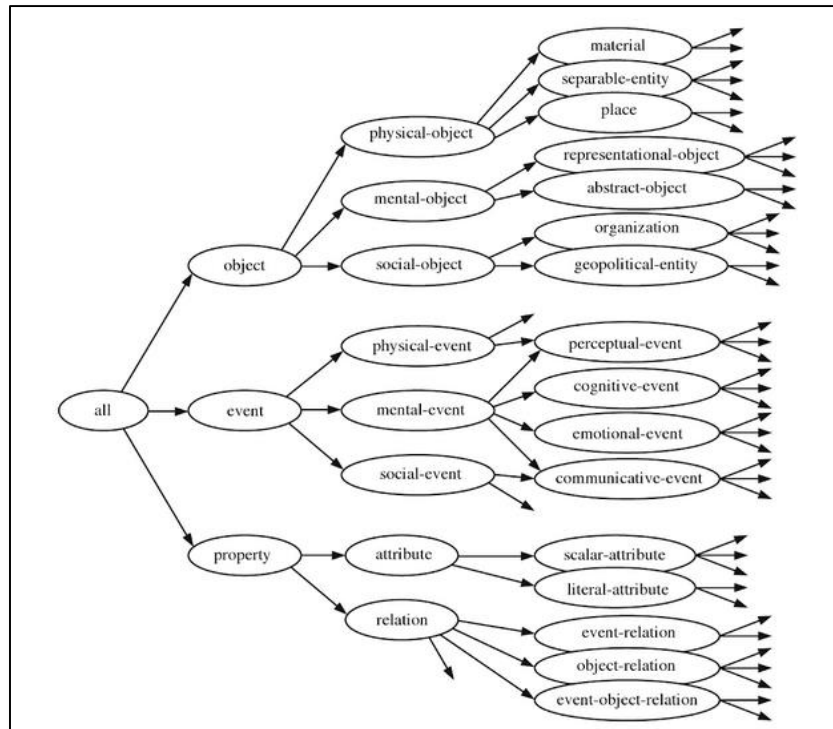 material
separable-entity
place
physical-object
representational-object
abstract-object
mental-object
organization
geopolitical-entity
social-object
object
physical-event
perceptual-event
cognitive-event
mental-event
emotional-event
communicative-event
social-event
event
all
property
attribute
scalar-attribute
literal-attribute
relation
event-relation
object-relation
event-object-relation